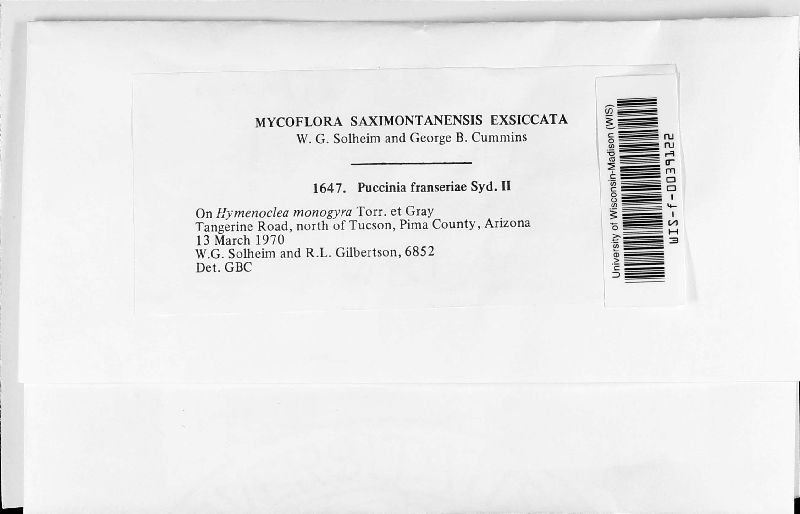 MYCOFLORA SAXIMONTANENSIS EXSICCATA
W. G. Solheim and George B. Cummins
1647. Puccinia franseriae Syd. II
On Hymenoclea monogyra Torr. et Gray
Tangerine Road, north of Tucson, Pima County, Arizona
13 March 1970
W.G. Solheim and R.L. Gilbertson, 6852
Det. GBC
University of Wisconsin-Madison (WIS)
WIS-f-0039122